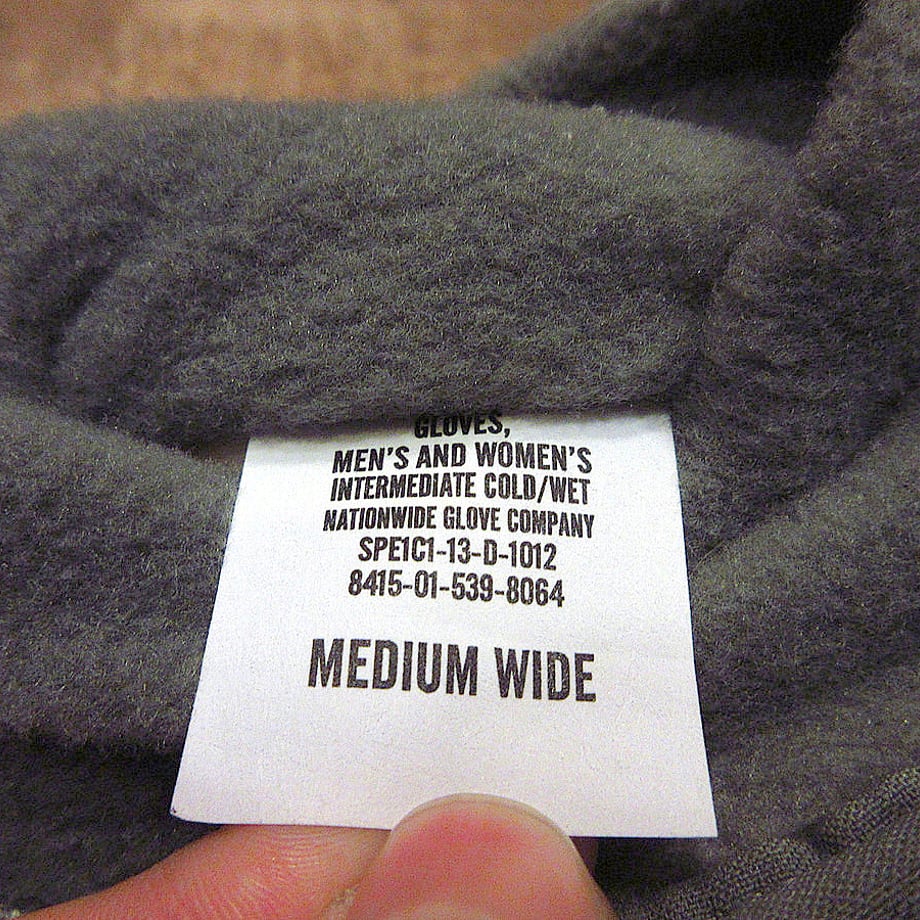 GLOVES,
MEN'S AND WOMEN'S
INTERMEDIATE COLD/WET
NATIONWIDE GLOVE COMPANY
SPE1C1-13-D-1012
8415-01-539-8064
MEDIUM WIDE